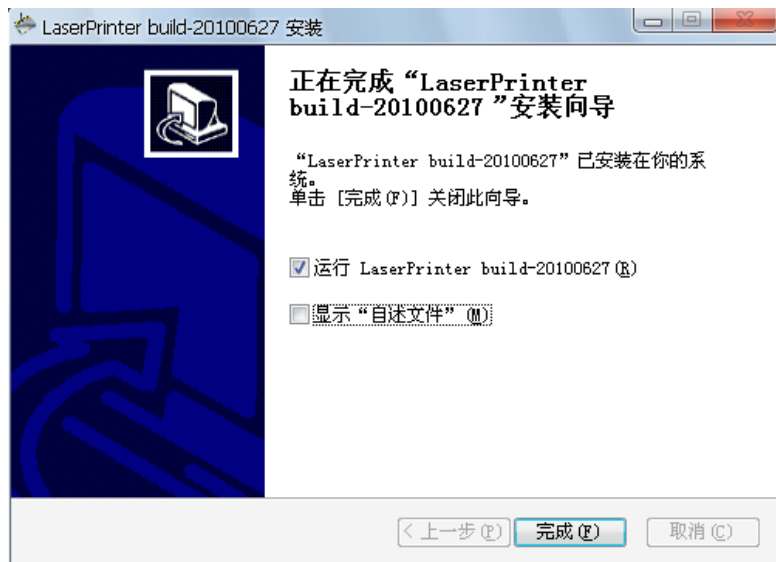 LaserPrinter build-20100627 安装
正在完成“LaserPrinter
build-20100627 ”安装向导
“LaserPrinter build-20100627”已安装在你的系
统。
单击 [完成(F)] 关闭此向导。
运行 LaserPrinter build-20100627(R)
显示“自述文件” (M)
< 上一步(P) 完成(F) 取消(C)